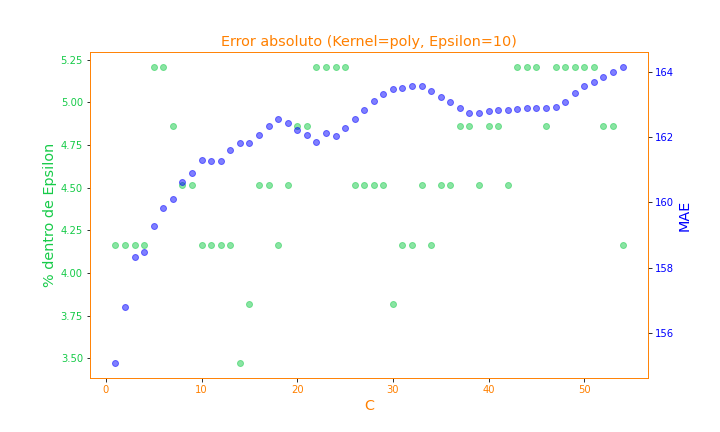 Error absoluto (Kernel=poly, Epsilon=10)
% dentro de Epsilon
5.25
5.00
4.75
4.50
4.25
4.00
3.75
3.50
164
162
160
158
156
MAE
0 10 20 30 40 50
C